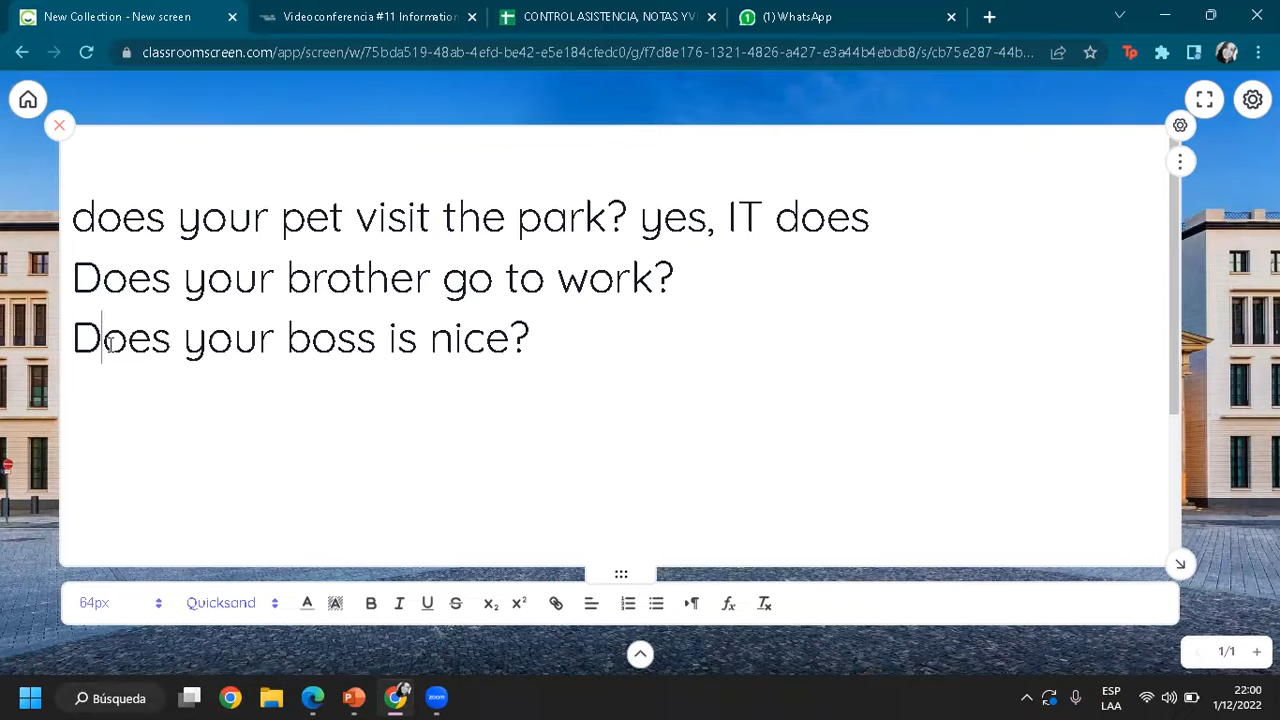 New Collection - New screen
Videoconferencia #11 Information
CONTROL ASISTENCIA, NOTAS Y VI
(1) WhatsApp
classroomscreen.com/app/screen/w/75bda519-48ab-4efd-be42-e5e184cfedc0/g/f7d8e176-1321-4826-a427-e3a44b4ebdb8/s/cb75e287-44b...
does your pet visit the park? yes, IT does
Does your brother go to work?
Does your boss is nice?
64px
Quicksand
1/1
Búsqueda
zoom
ESP
LAA
22:00
1/12/2022